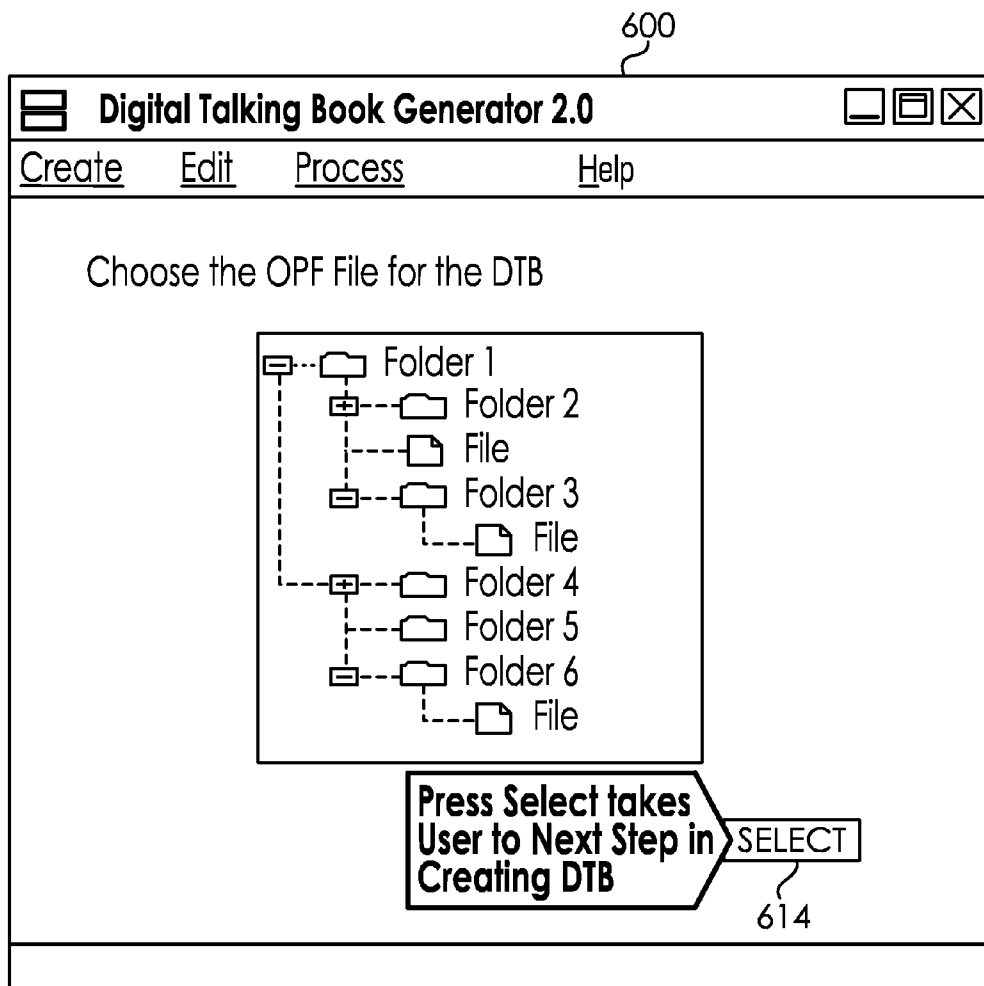 600
Digital Talking Book Generator 2.0
Create Edit Process Help
Choose the OPF File for the DTB
Folder 1
Folder 2
File
Folder 3
File
Folder 4
Folder 5
Folder 6
File
Press Select takes
User to Next Step in
Creating DTB
SELECT
614